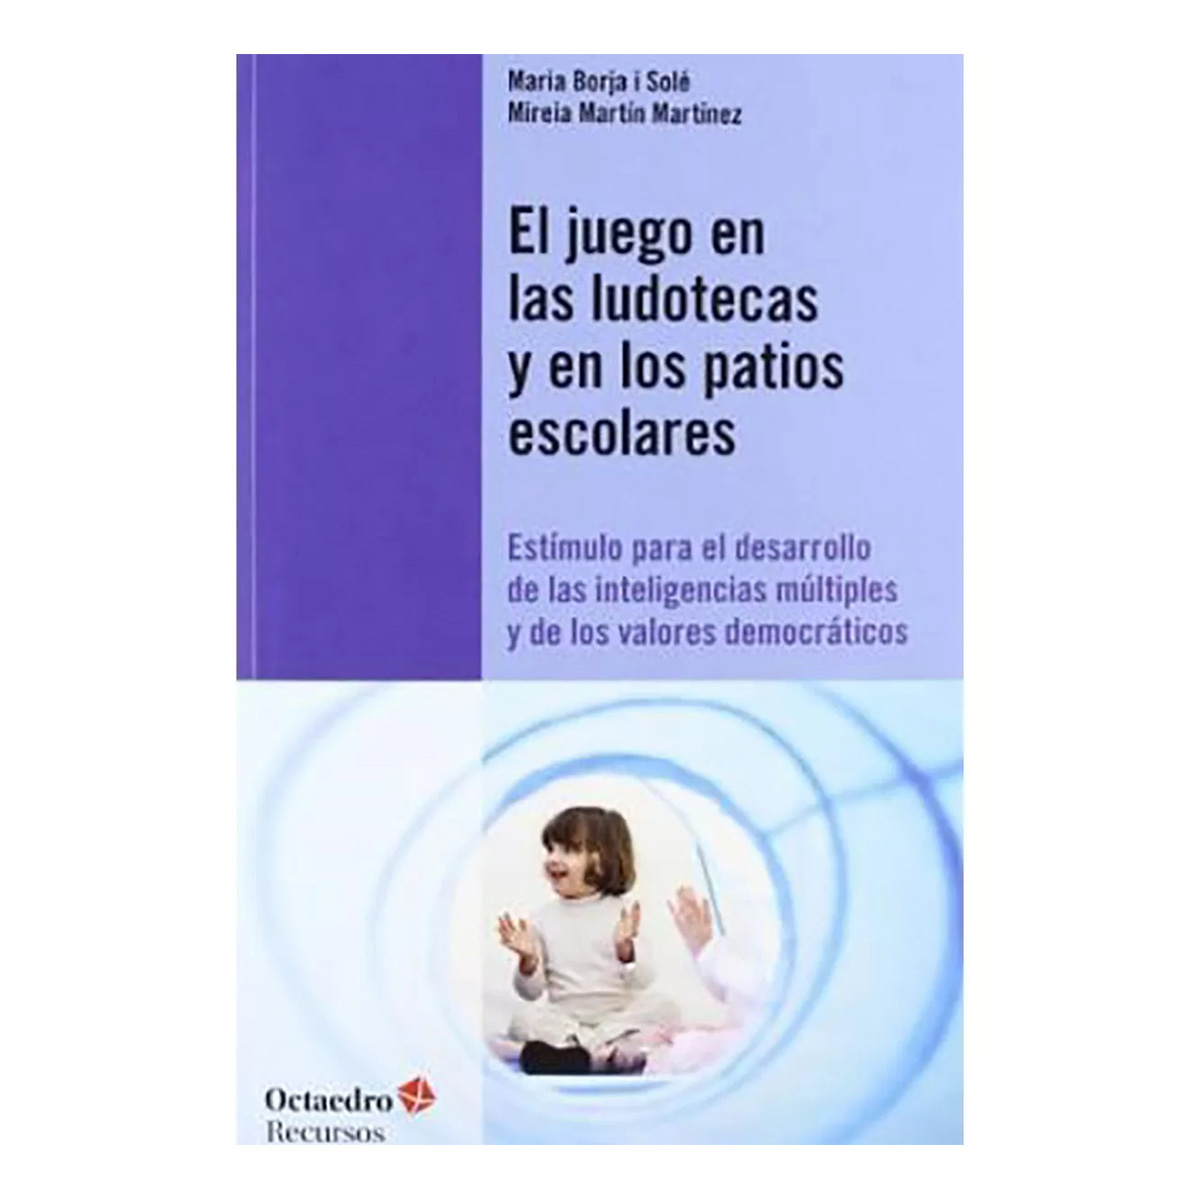 Maria Borja i Solé
Mireia Martín Martínez
El juego en
las ludotecas
y en los patios
escolares
Estímulo para el desarrollo
de las inteligencias múltiples
y de los valores democráticos
Octaedro
Recursos